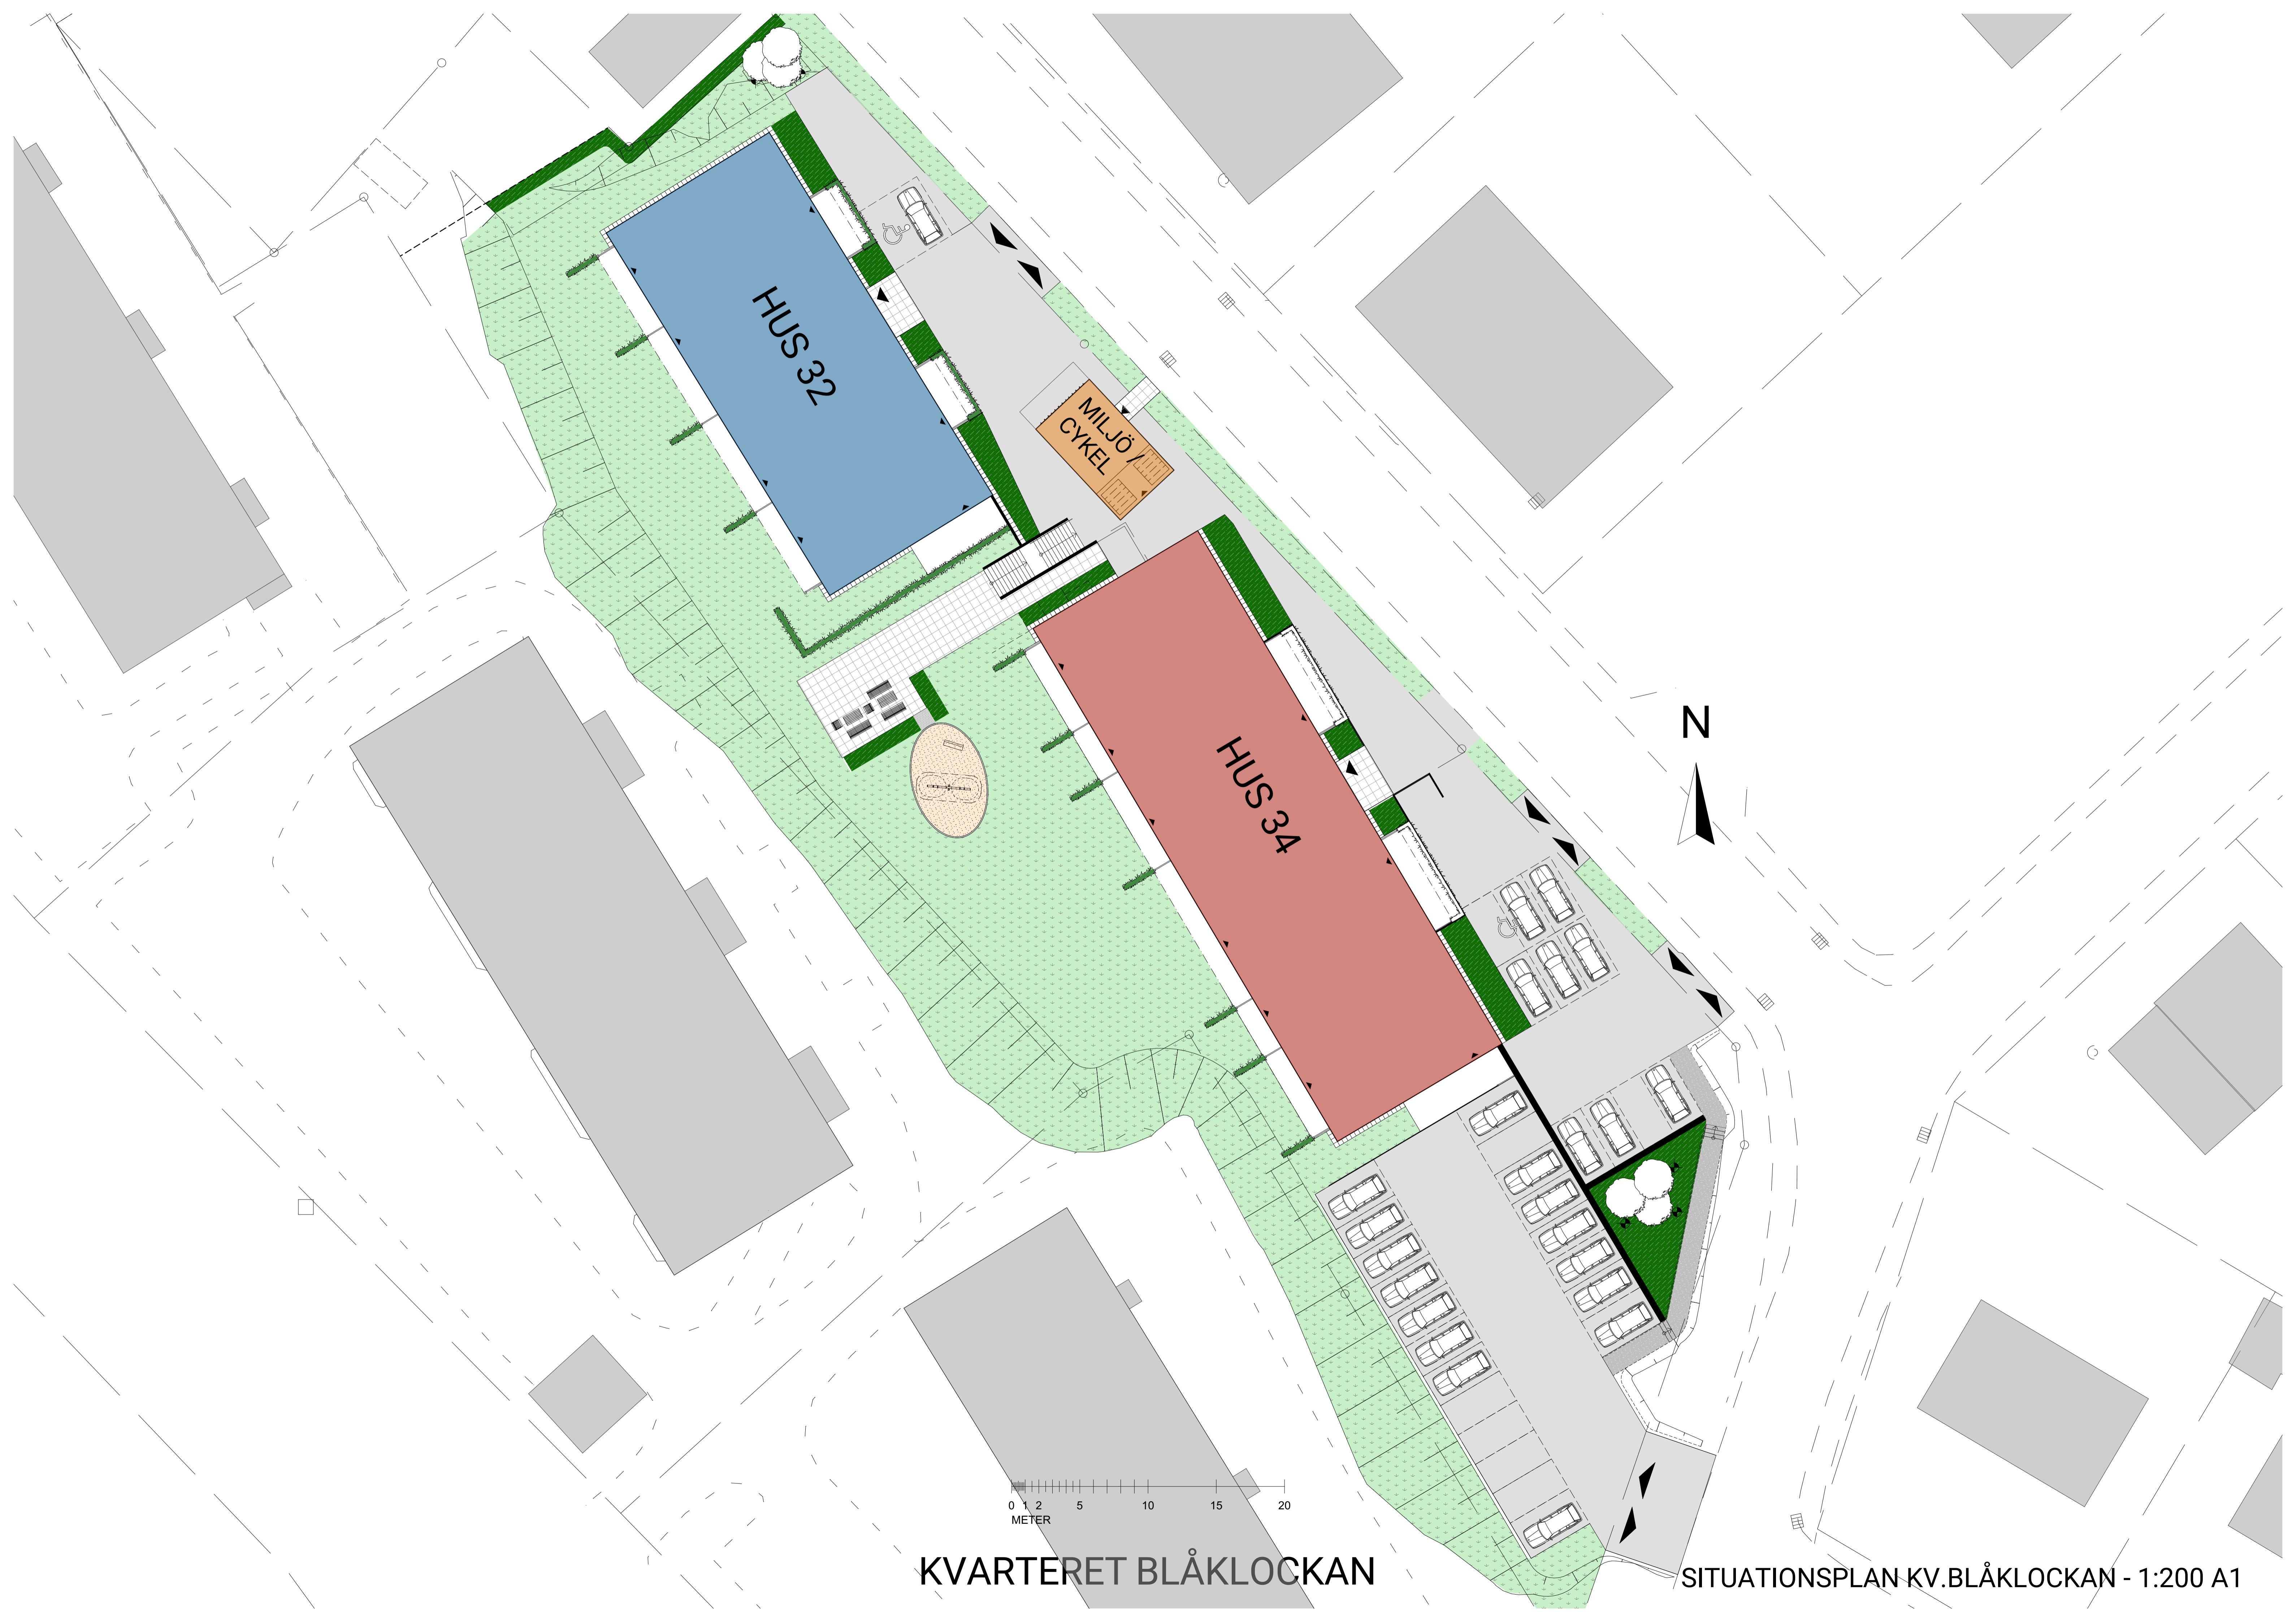 HUS 32
MILJÖ /
CYKEL
N
HUS 34
0 1 2 5 10 15 20
METER
KVARTERET BLÅKLOCKAN
SITUATIONSPLAN KV.BLÅKLOCKAN - 1:200 A1